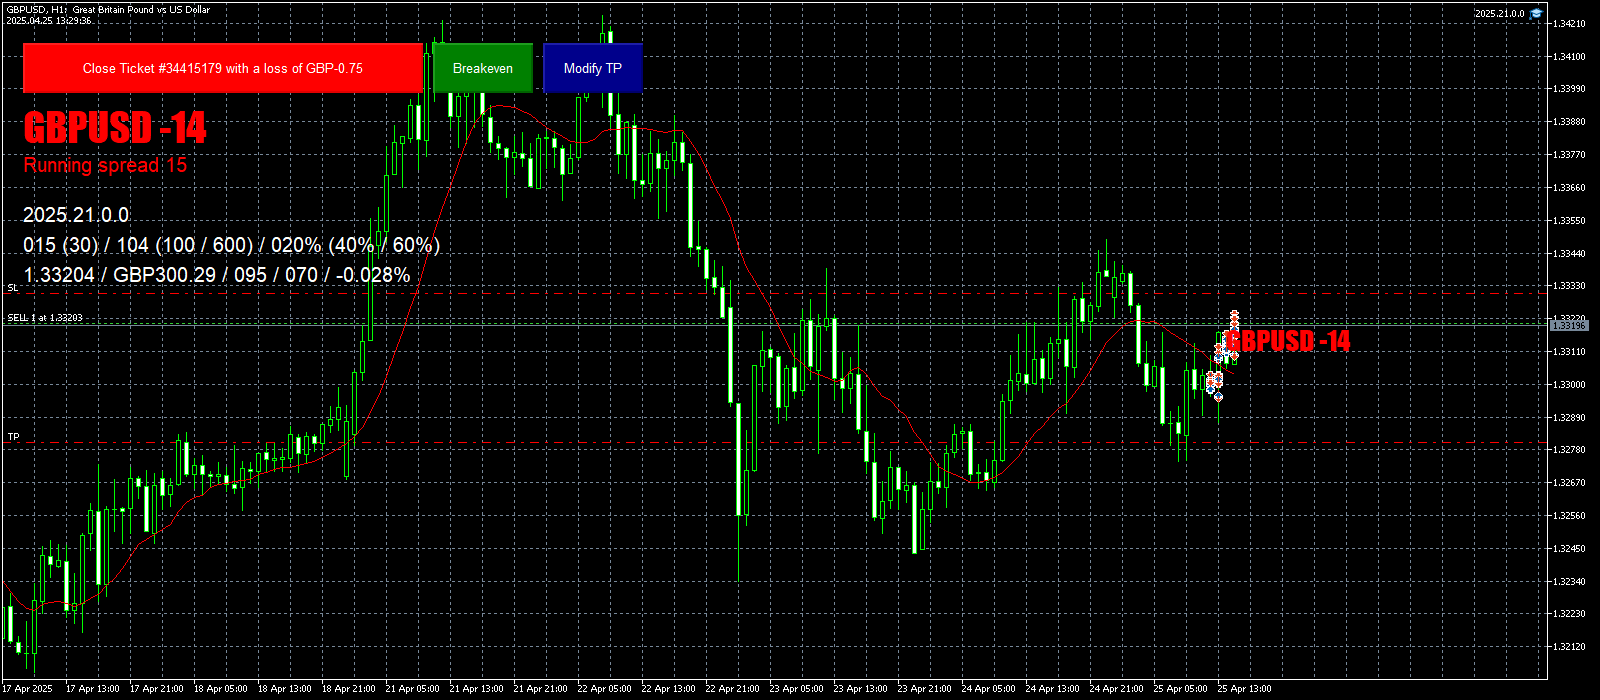 GBPUSD, H1: Great Britain Pound vs US Dollar
2025.04.25 13:29:36
2025.21.0.0
Close Ticket #34415179 with a loss of GBP-0.75
Breakeven
Modify TP
GBPUSD -14
Running spread 15
2025.21.0.0
015 (30) / 104 (100 / 600) / 020% (40% / 60%)
1.33204 / GBP300.29 / 095 / 070 / -0.028%
SL
SELL 1 at 1.33203
GBPUSD -14
TP
1.34210
1.34100
1.33990
1.33880
1.33770
1.33660
1.33550
1.33440
1.33330
1.33220
1.33196
1.33110
1.33000
1.32890
1.32780
1.32670
1.32560
1.32450
1.32340
1.32230
1.32120
17 Apr 2025
17 Apr 13:00
17 Apr 21:00
18 Apr 05:00
18 Apr 13:00
18 Apr 21:00
21 Apr 05:00
21 Apr 13:00
21 Apr 21:00
22 Apr 05:00
22 Apr 13:00
22 Apr 21:00
23 Apr 05:00
23 Apr 13:00
23 Apr 21:00
24 Apr 05:00
24 Apr 13:00
24 Apr 21:00
25 Apr 05:00
25 Apr 13:00